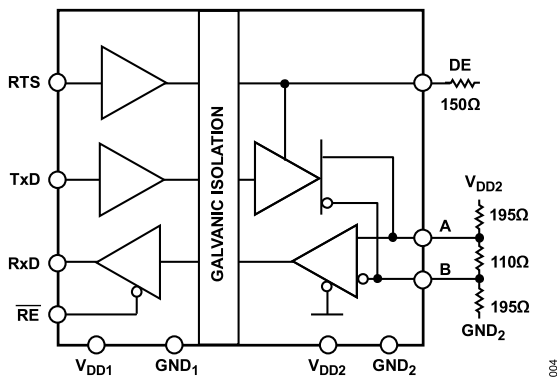 RTS
DE
150Ω
GALVANIC ISOLATION
TxD
VDD2
195Ω
A
110Ω
RxD
B
195Ω
RE
GND2
VDD1
GND1
VDD2
GND2
004